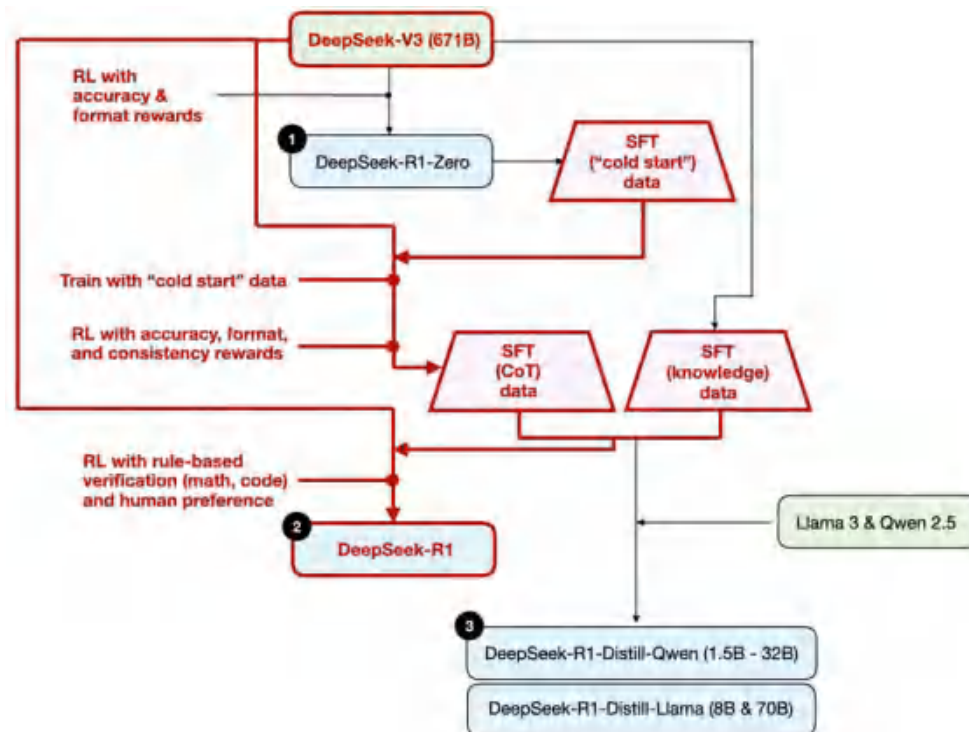 DeepSeek-V3 (671B)
RL with
accuracy &
format rewards
1
DeepSeek-R1-Zero
SFT
("cold start")
data
Train with "cold start" data
RL with accuracy, format,
and consistency rewards
SFT
(CoT)
data
SFT
(knowledge)
data
RL with rule-based
verification (math, code)
and human preference
2
DeepSeek-R1
Llama 3 & Qwen 2.5
3
DeepSeek-R1-Distill-Qwen (1.5B - 32B)
DeepSeek-R1-Distill-Llama (8B & 70B)